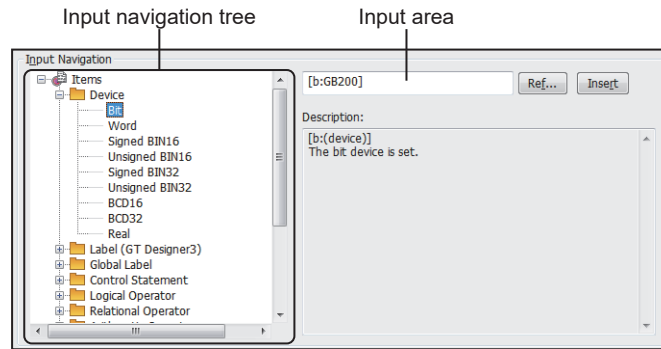 Input navigation tree
Input area
Input Navigation
Items
Device
Bit
Word
Signed BIN16
Unsigned BIN16
Signed BIN32
Unsigned BIN32
BCD16
BCD32
Real
Label (GT Designer3)
Global Label
Control Statement
Logical Operator
Relational Operator
[b:GB200]
Ref...
Insert
Description:
[b:(device)]
The bit device is set.